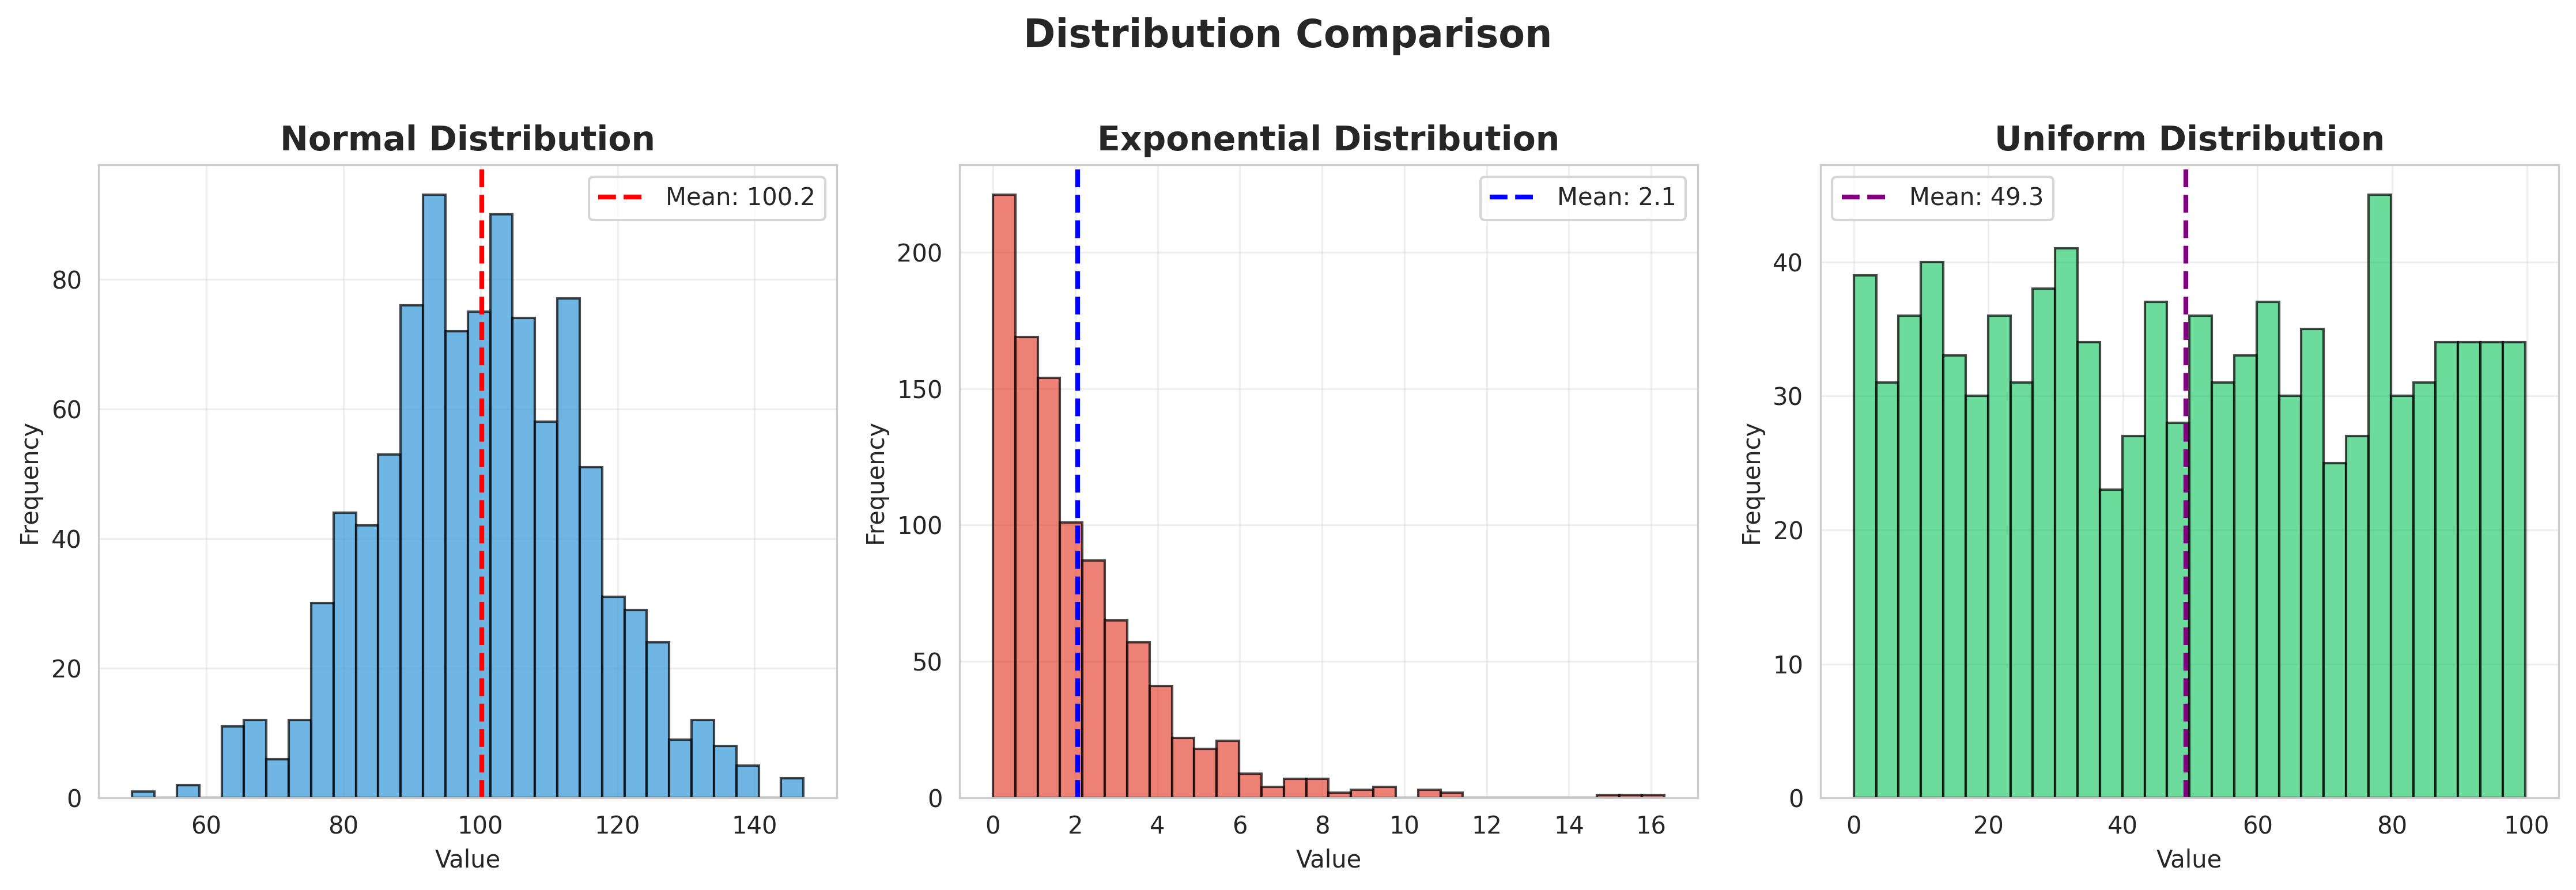 Distribution Comparison
Normal Distribution
Mean: 100.2
Frequency
80
60
40
20
0
60 80 100 120 140
Value
Exponential Distribution
Mean: 2.1
Frequency
200
150
100
50
0
0 2 4 6 8 10 12 14 16
Value
Uniform Distribution
Mean: 49.3
Frequency
40
30
20
10
0
0 20 40 60 80 100
Value